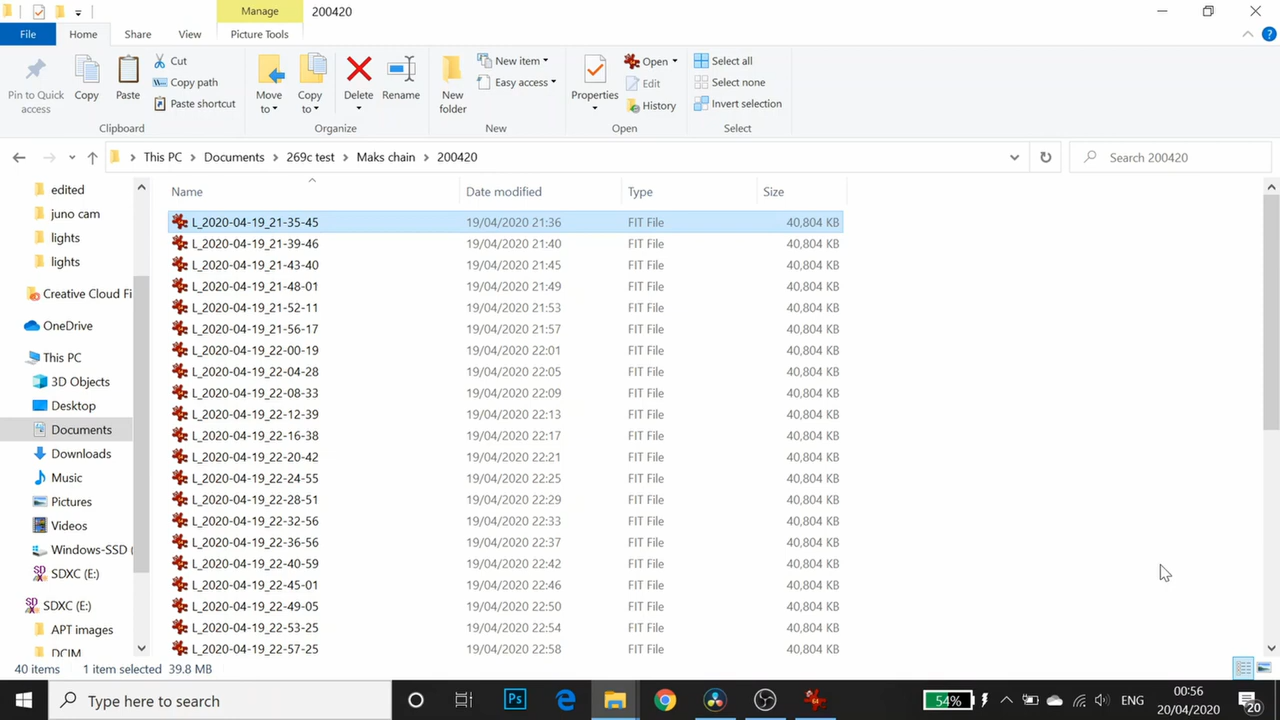 Manage
200420
File
Home
Share
View
Picture Tools
Pin to Quick access
Copy
Paste
Cut
Copy path
Paste shortcut
Clipboard
Move to
Copy to
Delete
Rename
Organize
New folder
New item
Easy access
New
Properties
Open
Edit
History
Open
Select all
Select none
Invert selection
Select
This PC > Documents > 269c test > Maks chain > 200420
Search 200420
edited
juno cam
lights
lights
Creative Cloud Fi
OneDrive
This PC
3D Objects
Desktop
Documents
Downloads
Music
Pictures
Videos
Windows-SSD (
SDXC (E:)
SDXC (E:)
APT images
DCIM
Name Date modified Type Size
L_2020-04-19_21-35-45 19/04/2020 21:36 FIT File 40,804 KB
L_2020-04-19_21-39-46 19/04/2020 21:40 FIT File 40,804 KB
L_2020-04-19_21-43-40 19/04/2020 21:45 FIT File 40,804 KB
L_2020-04-19_21-48-01 19/04/2020 21:49 FIT File 40,804 KB
L_2020-04-19_21-52-11 19/04/2020 21:53 FIT File 40,804 KB
L_2020-04-19_21-56-17 19/04/2020 21:57 FIT File 40,804 KB
L_2020-04-19_22-00-19 19/04/2020 22:01 FIT File 40,804 KB
L_2020-04-19_22-04-28 19/04/2020 22:05 FIT File 40,804 KB
L_2020-04-19_22-08-33 19/04/2020 22:09 FIT File 40,804 KB
L_2020-04-19_22-12-39 19/04/2020 22:13 FIT File 40,804 KB
L_2020-04-19_22-16-38 19/04/2020 22:17 FIT File 40,804 KB
L_2020-04-19_22-20-42 19/04/2020 22:21 FIT File 40,804 KB
L_2020-04-19_22-24-55 19/04/2020 22:25 FIT File 40,804 KB
L_2020-04-19_22-28-51 19/04/2020 22:29 FIT File 40,804 KB
L_2020-04-19_22-32-56 19/04/2020 22:33 FIT File 40,804 KB
L_2020-04-19_22-36-56 19/04/2020 22:37 FIT File 40,804 KB
L_2020-04-19_22-40-59 19/04/2020 22:42 FIT File 40,804 KB
L_2020-04-19_22-45-01 19/04/2020 22:46 FIT File 40,804 KB
L_2020-04-19_22-49-05 19/04/2020 22:50 FIT File 40,804 KB
L_2020-04-19_22-53-25 19/04/2020 22:54 FIT File 40,804 KB
L_2020-04-19_22-57-25 19/04/2020 22:58 FIT File 40,804 KB
40 items 1 item selected 39.8 MB
Type here to search
Ps
54%
ENG
00:56
20/04/2020
20